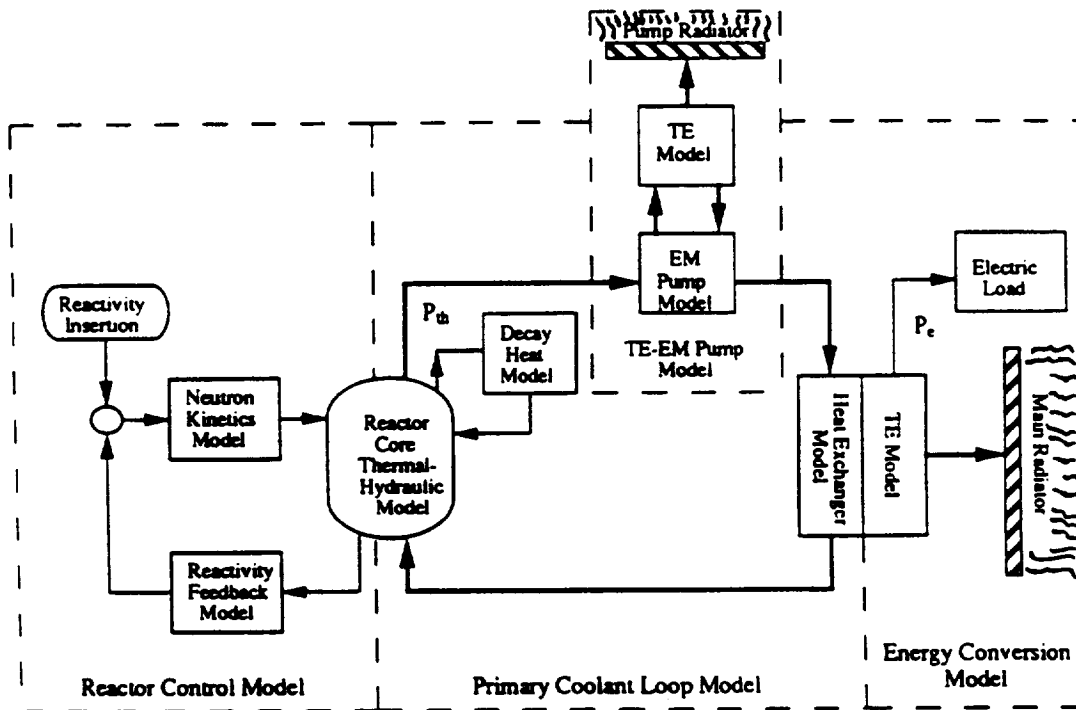 Pump Radiator
TE
Model
EM
Pump
Model
TE-EM Pump
Model
Electric
Load
Reactivity
Insertion
P_th
Decay
Heat
Model
P_e
Neutron
Kinetics
Model
Reactor
Core
Thermal-
Hydraulic
Model
Heat Exchanger
Model
TE Model
Main Radiator
Reactivity
Feedback
Model
Reactor Control Model
Primary Coolant Loop Model
Energy Conversion
Model